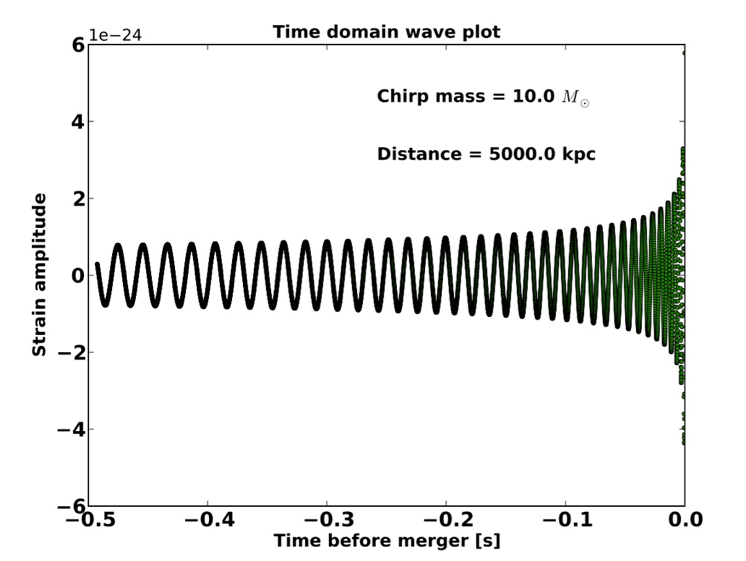 Time domain wave plot
1e−24
Chirp mass = 10.0 M☉
Distance = 5000.0 kpc
Strain amplitude
6
4
2
0
−2
−4
−6
−0.5 −0.4 −0.3 −0.2 −0.1 0.0
Time before merger [s]